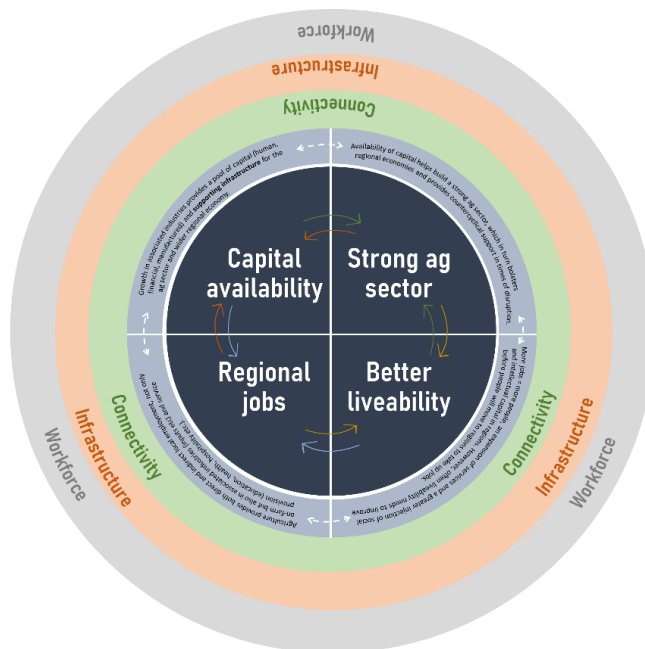 Workforce
Infrastructure
Connectivity
Growth in associated industries provides a pool of capital (human,
financial, manufactured) and supporting infrastructure for the
ag sector and wider regional economy.
Availability of capital helps build a strong ag sector, which in turn bolsters
regional economies and provides countercyclical support in times of disruption.
Capital
availability
Strong ag
sector
Regional
jobs
Better
liveability
More jobs = more people, an expansion of services and a greater injection of social
and intellectual capital in regions. However, often liveability needs to improve
before people will move to regions to take up jobs.
Agriculture provides both direct and indirect local employment, not only
on-farm but also in associated industries (inputs etc) and service
provision (education, health, hospitality etc.).
Connectivity
Infrastructure
Workforce
Connectivity
Infrastructure
Workforce